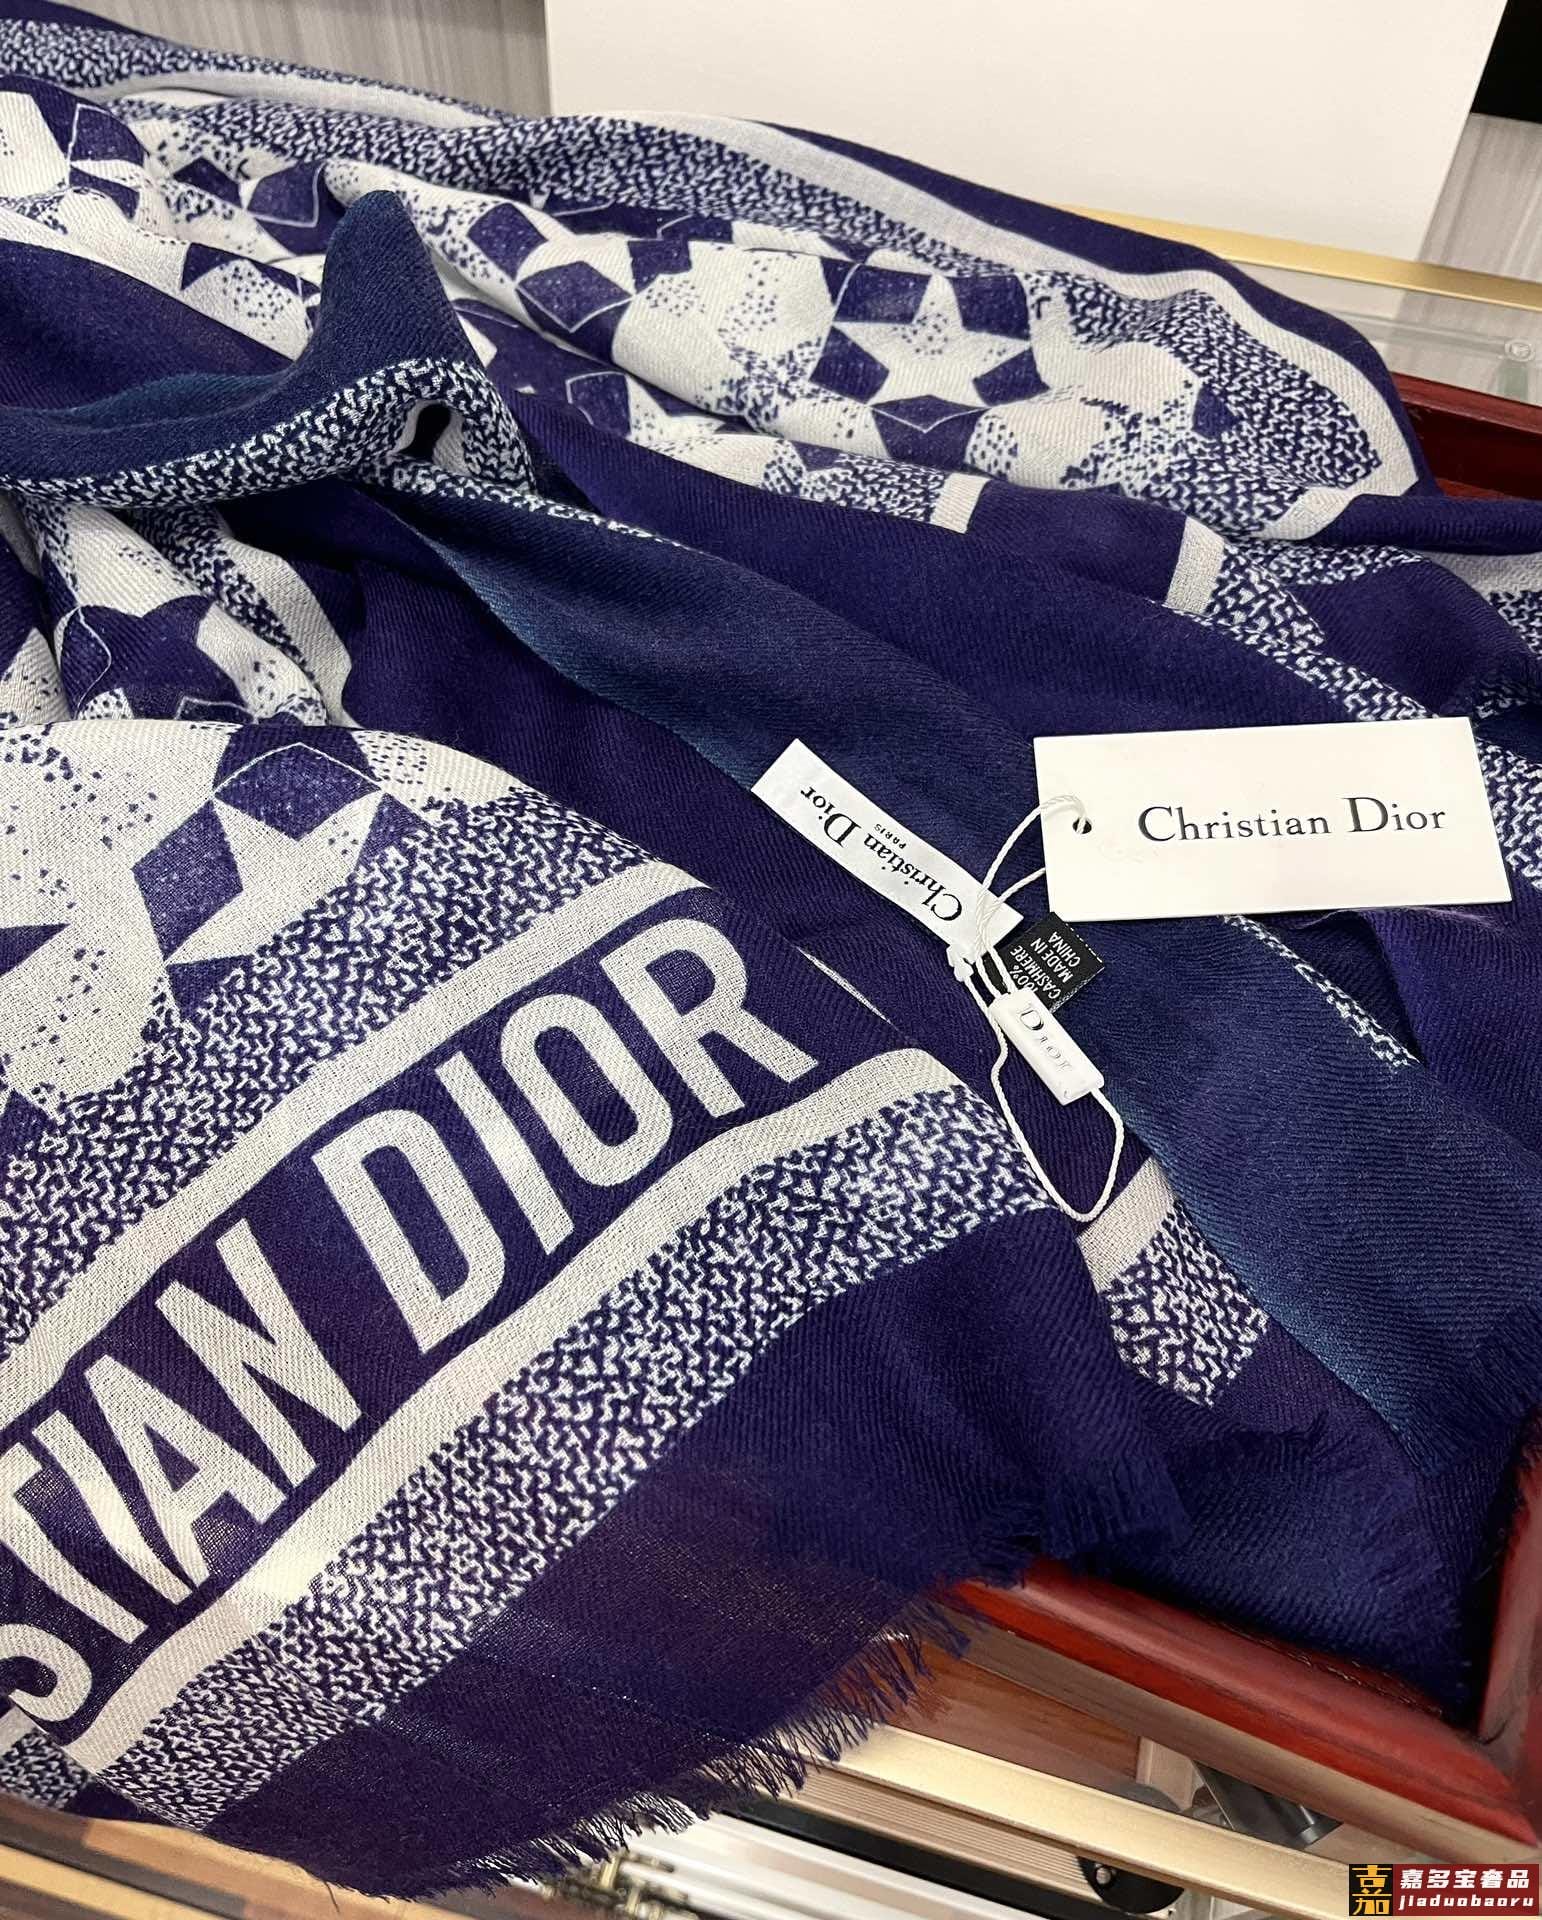 Christian Dior
Christian Dior
PARIS
100%
CASHMERE
MADE IN
CHINA
Dior
STIAN DIOR
嘉 嘉多宝奢品
jiaduobaoru